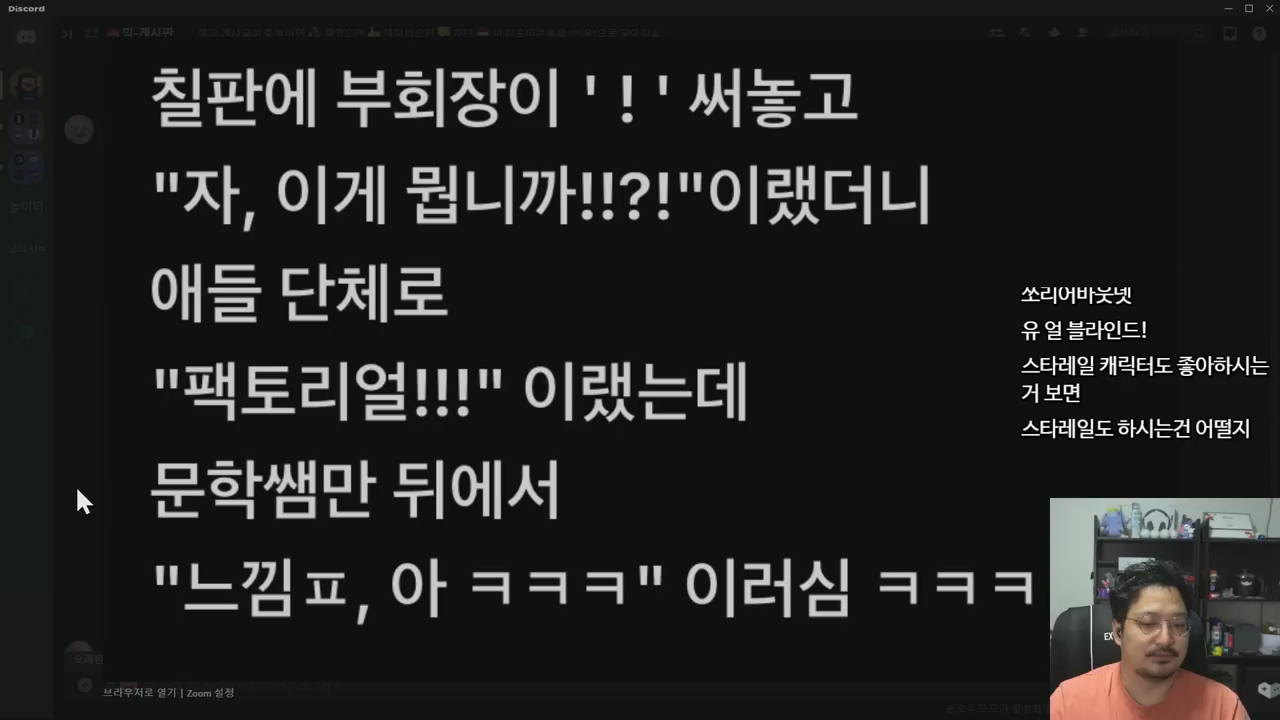 Discord
칠판에 부회장이 ' ! ' 써놓고
"자, 이게 뭡니까!!?!"이랬더니
애들 단체로
"팩토리얼!!!" 이랬는데
문학쌤만 뒤에서
"느낌ㅍ, 아 ㅋㅋㅋ" 이러심 ㅋㅋㅋ
쏘리어바웃넷
유 얼 블라인드!
스타레일 캐릭터도 좋아하시는
거 보면
스타레일도 하시는건 어떨지
브라우저로 열기 | Zoom 설정